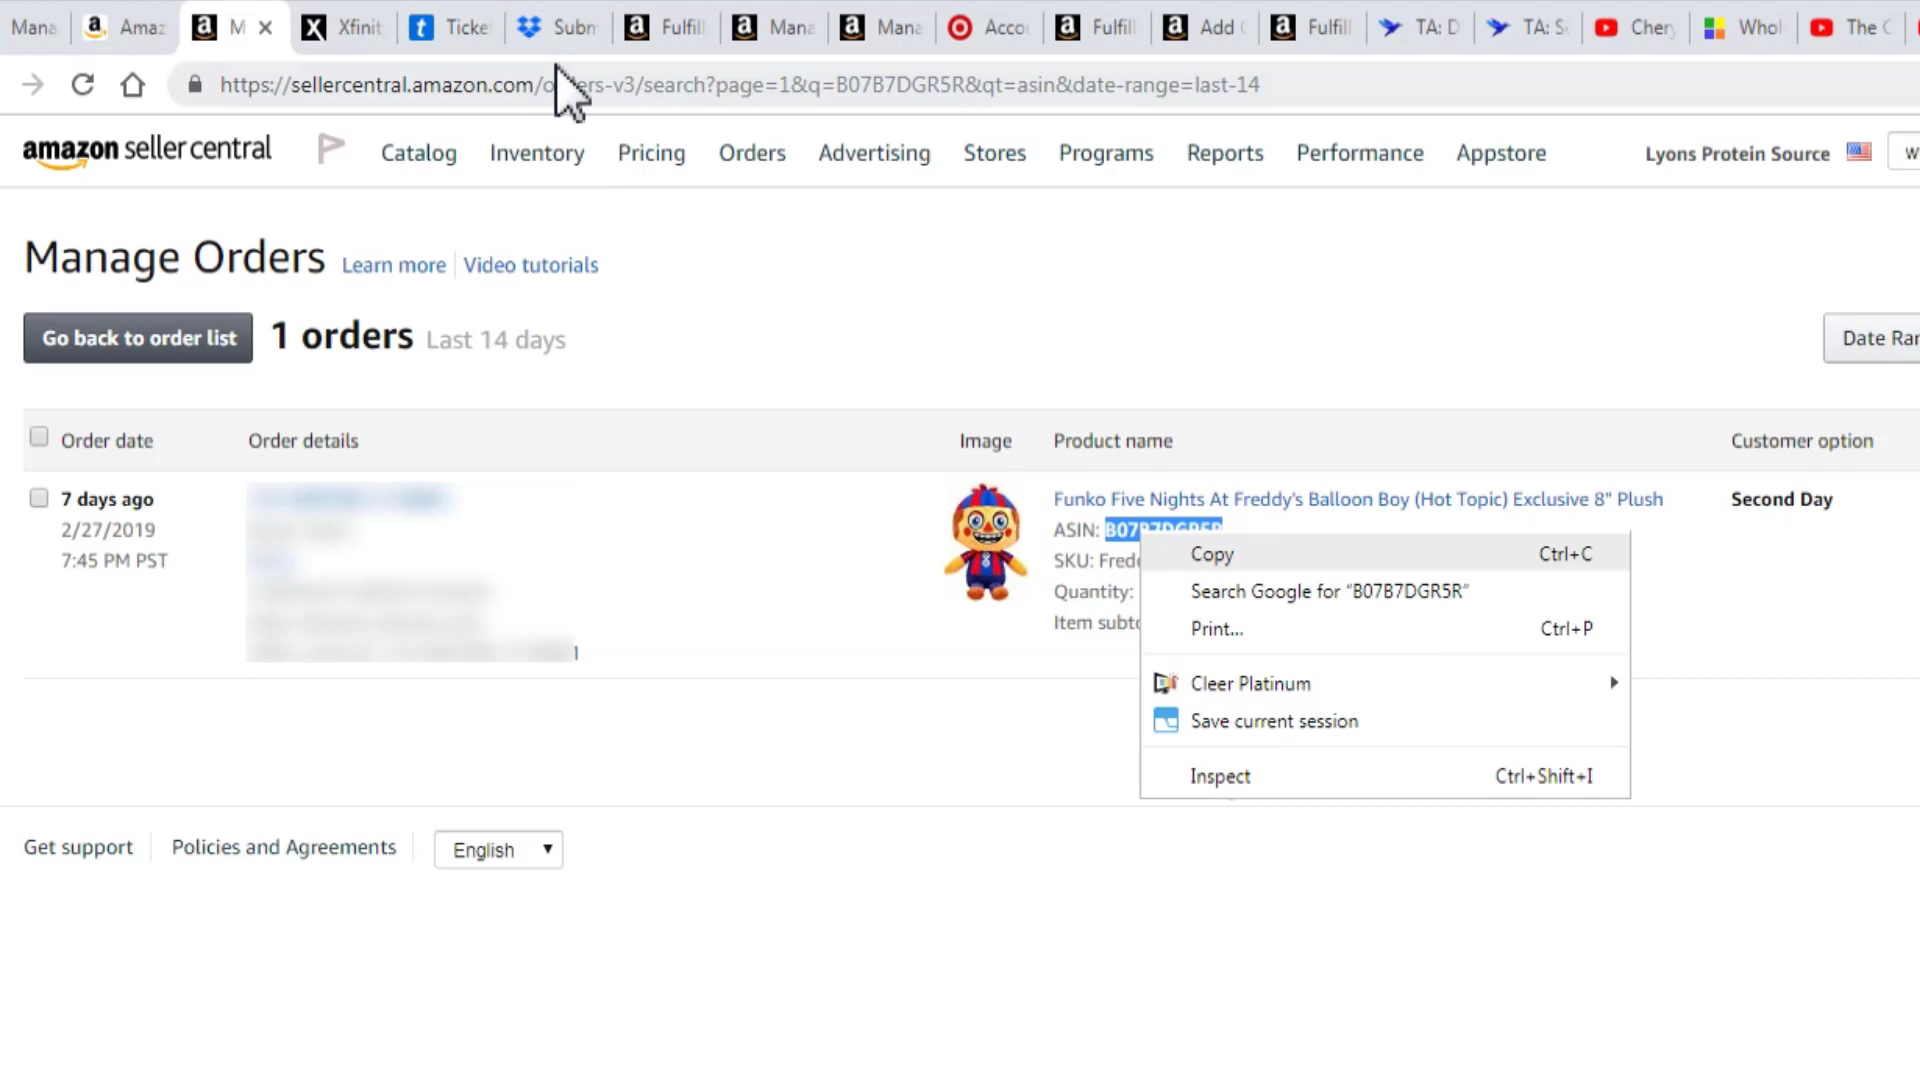 Mana Amaz M Xfinit Ticke Subm Fulfill Mana Mana Acco Fulfill Add Fulfill TA: D TA: S Chery Whol The
https://sellercentral.amazon.com/o rs-v3/search?page=1&q=B07B7DGR5R&qt=asin&date-range=last-14
amazon seller central Catalog Inventory Pricing Orders Advertising Stores Programs Reports Performance Appstore Lyons Protein Source
Manage Orders Learn more Video tutorials
Go back to order list 1 orders Last 14 days Date Ran
Order date Order details Image Product name Customer option
7 days ago Funko Five Nights At Freddy's Balloon Boy (Hot Topic) Exclusive 8" Plush Second Day
2/27/2019 ASIN: B07B7DGR5R
7:45 PM PST SKU: Fredd
Quantity:
Item subto
Copy Ctrl+C
Search Google for “B07B7DGR5R”
Print... Ctrl+P
Cleer Platinum
Save current session
Inspect Ctrl+Shift+I
Get support Policies and Agreements English